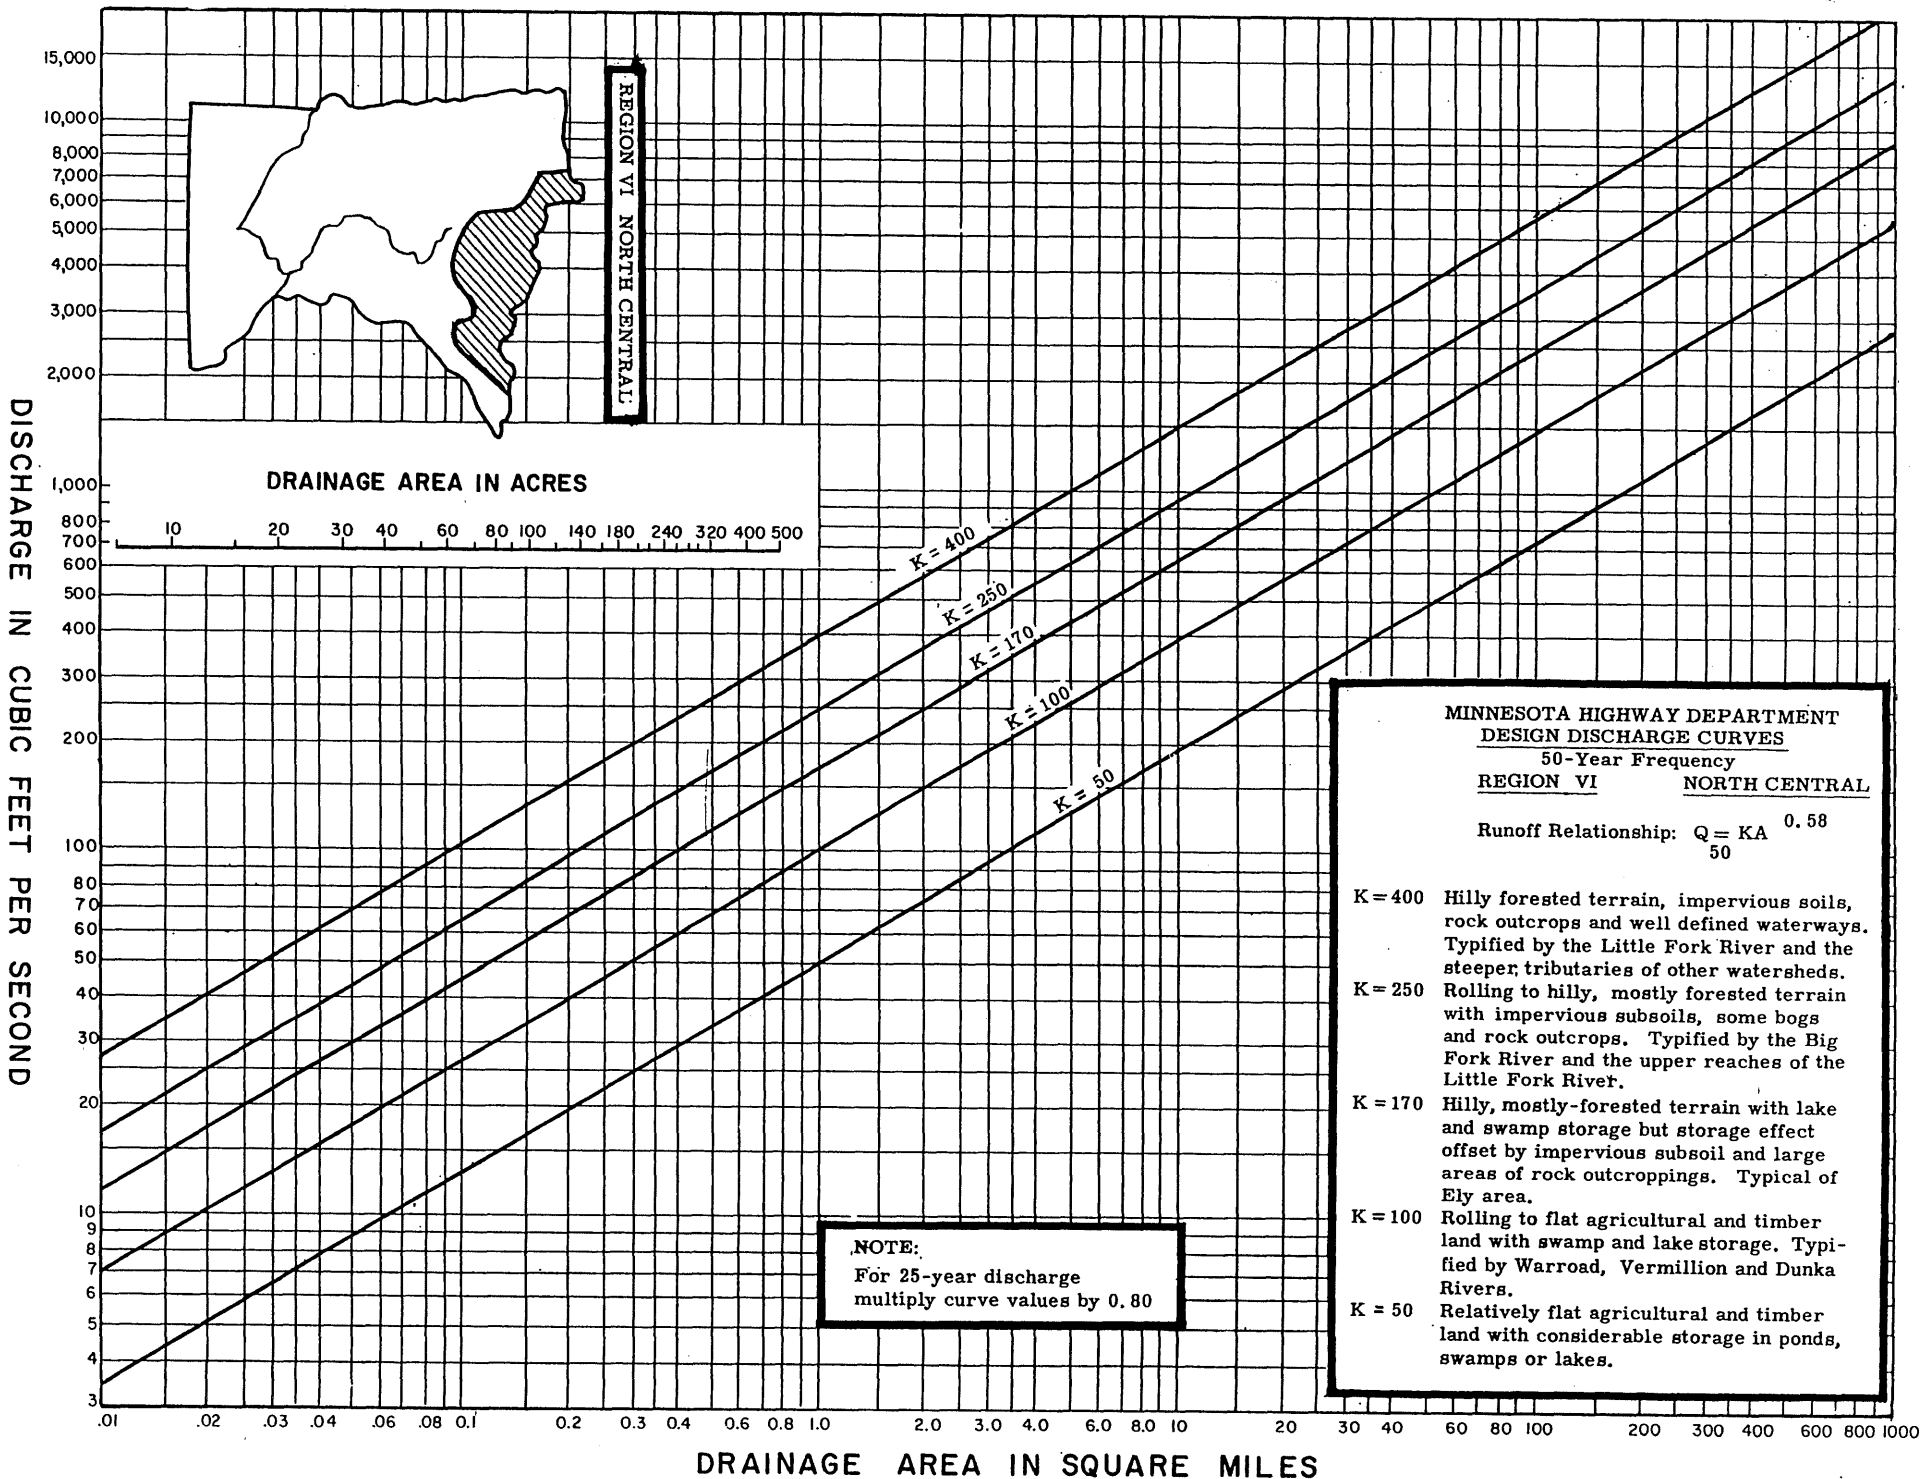 15,000
10,000
8,000
7,000
6,000
5,000
4,000
3,000
2,000
1,000
800
700
600
500
400
300
200
100
80
70
60
50
40
30
20
10
9
8
7
6
5
4
3
DISCHARGE IN CUBIC FEET PER SECOND
REGION VI NORTH CENTRAL
DRAINAGE AREA IN ACRES
10 20 30 40 60 80 100 140 180 240 320 400 500
K = 400
K = 250
K = 170
K = 100
K = 50
MINNESOTA HIGHWAY DEPARTMENT
DESIGN DISCHARGE CURVES
50-Year Frequency
REGION VI NORTH CENTRAL
Runoff Relationship: Q = KA 0.58
50
K = 400 Hilly forested terrain, impervious soils,
rock outcrops and well defined waterways.
Typified by the Little Fork River and the
steeper, tributaries of other watersheds.
K = 250 Rolling to hilly, mostly forested terrain
with impervious subsoils, some bogs
and rock outcrops. Typified by the Big
Fork River and the upper reaches of the
Little Fork River.
K = 170 Hilly, mostly-forested terrain with lake
and swamp storage but storage effect
offset by impervious subsoil and large
areas of rock outcroppings. Typical of
Ely area.
K = 100 Rolling to flat agricultural and timber
land with swamp and lake storage. Typi-
fied by Warroad, Vermillion and Dunka
Rivers.
K = 50 Relatively flat agricultural and timber
land with considerable storage in ponds,
swamps or lakes.
NOTE:
For 25-year discharge
multiply curve values by 0.80
.01 .02 .03 .04 .06 .08 0.1 0.2 0.3 0.4 0.6 0.8 1.0 2.0 3.0 4.0 6.0 8.0 10 20 30 40 60 80 100 200 300 400 600 800 1000
DRAINAGE AREA IN SQUARE MILES